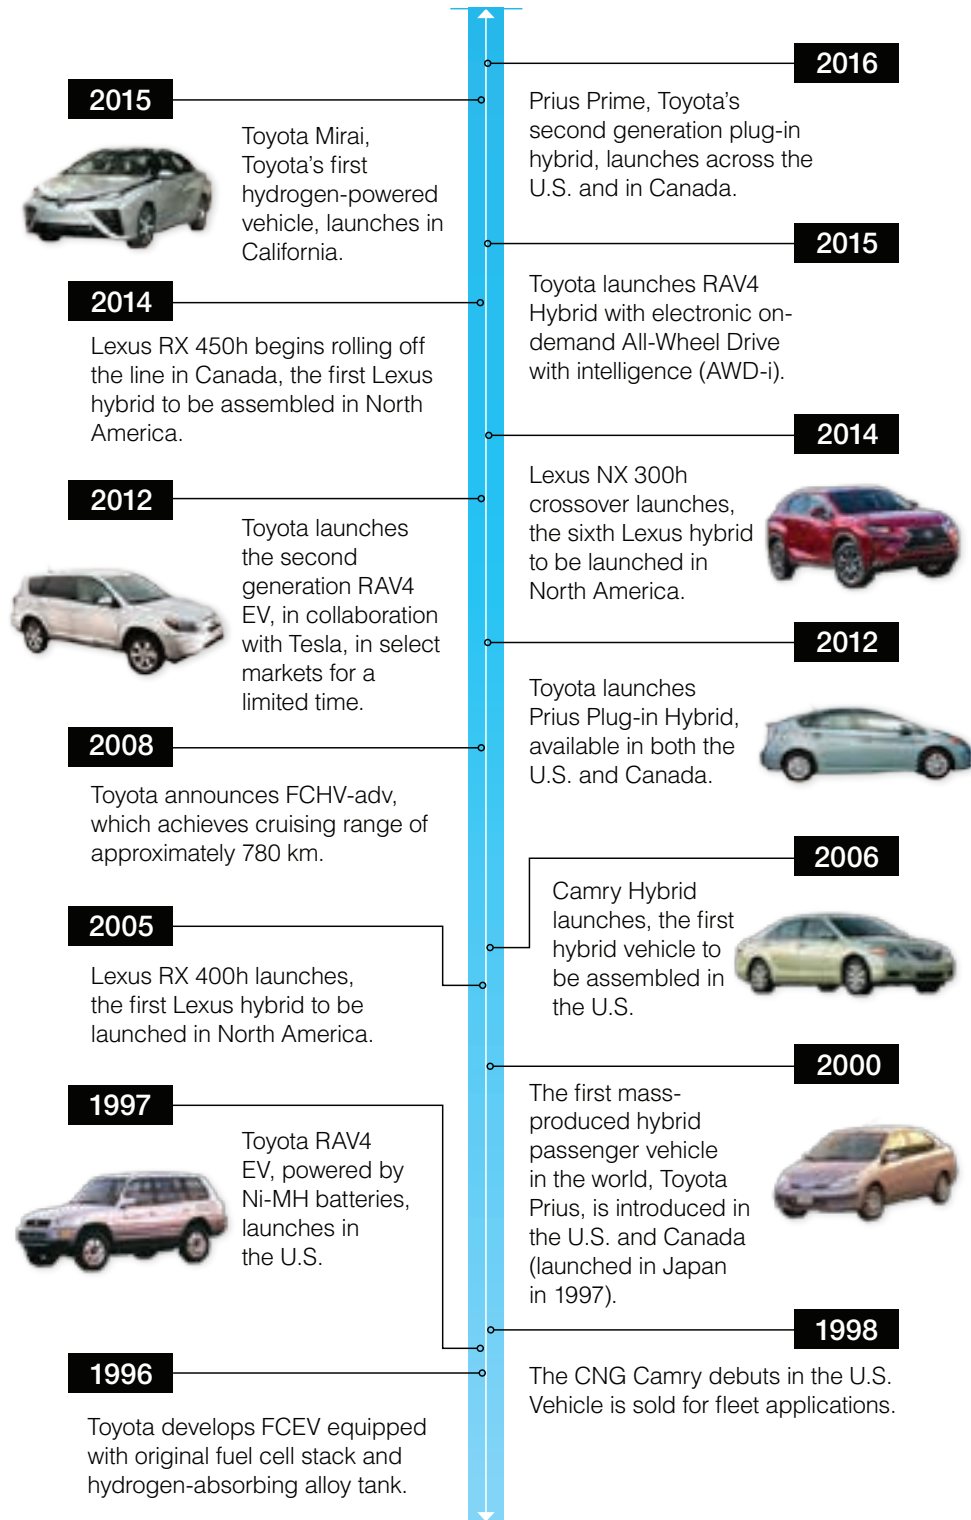 2016
Prius Prime, Toyota’s
second generation plug-in
hybrid, launches across the
U.S. and in Canada.
2015
Toyota Mirai,
Toyota’s first
hydrogen-powered
vehicle, launches in
California.
2015
Toyota launches RAV4
Hybrid with electronic on-
demand All-Wheel Drive
with intelligence (AWD-i).
2014
Lexus RX 450h begins rolling off
the line in Canada, the first Lexus
hybrid to be assembled in North
America.
2014
Lexus NX 300h
crossover launches,
the sixth Lexus hybrid
to be launched in
North America.
2012
Toyota launches
the second
generation RAV4
EV, in collaboration
with Tesla, in select
markets for a
limited time.
2012
Toyota launches
Prius Plug-in Hybrid,
available in both the
U.S. and Canada.
2008
Toyota announces FCHV-adv,
which achieves cruising range of
approximately 780 km.
2006
Camry Hybrid
launches, the first
hybrid vehicle to
be assembled in
the U.S.
2005
Lexus RX 400h launches,
the first Lexus hybrid to be
launched in North America.
2000
The first mass-
produced hybrid
passenger vehicle
in the world, Toyota
Prius, is introduced in
the U.S. and Canada
(launched in Japan
in 1997).
1997
Toyota RAV4
EV, powered by
Ni-MH batteries,
launches in
the U.S.
1998
The CNG Camry debuts in the U.S.
Vehicle is sold for fleet applications.
1996
Toyota develops FCEV equipped
with original fuel cell stack and
hydrogen-absorbing alloy tank.